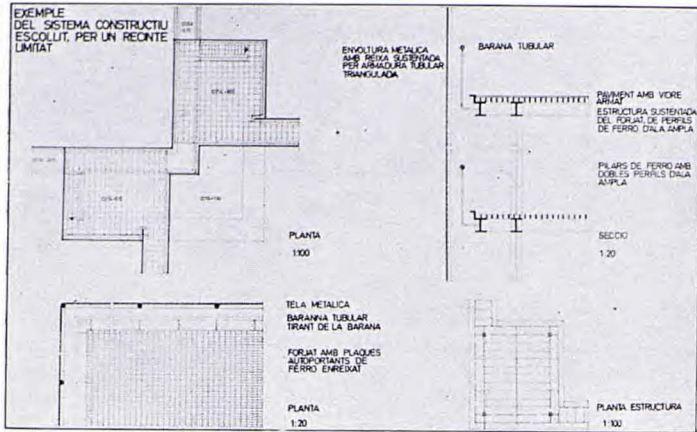 EXEMPLE
DEL SISTEMA CONSTRUCTIU
ESCOLLIT, PER UN RECINTE
LIMITAT
ENVOLTURA METALICA
AMB REIXA SUSTENTADA
PER ARMADURA TUBULAR
TRIANGULADA
PLANTA
1:100
BARANA TUBULAR
PAVIMENT AMB VIDRE
ARMAT
ESTRUCTURA SUSTENTADA
DEL FORJAT, DE PERFILS
DE FERRO D'ALA AMPLA
PILARS DE FERRO AMB
DOBLES PERFILS D'ALA
AMPLA
SECCIO
1:20
TELA METALICA
BARANNA TUBULAR
TIRANT DE LA BARANA
FORJAT AMB PLAQUES
AUTOPORTANTS DE
FERRO ENREIXAT
PLANTA
1:20
PLANTA ESTRUCTURA
1:100